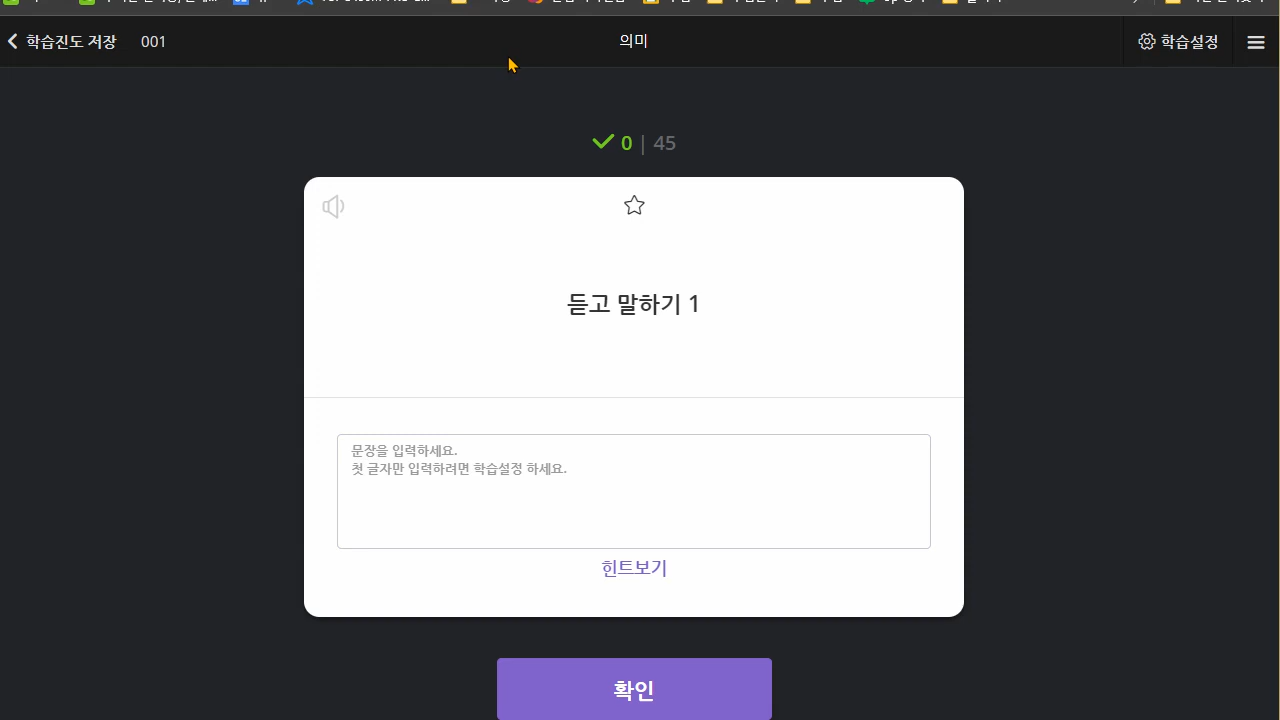 학습진도 저장 001 의미 학습설정
0 | 45
듣고 말하기 1
문장을 입력하세요.
첫 글자만 입력하려면 학습설정 하세요.
힌트보기
확인